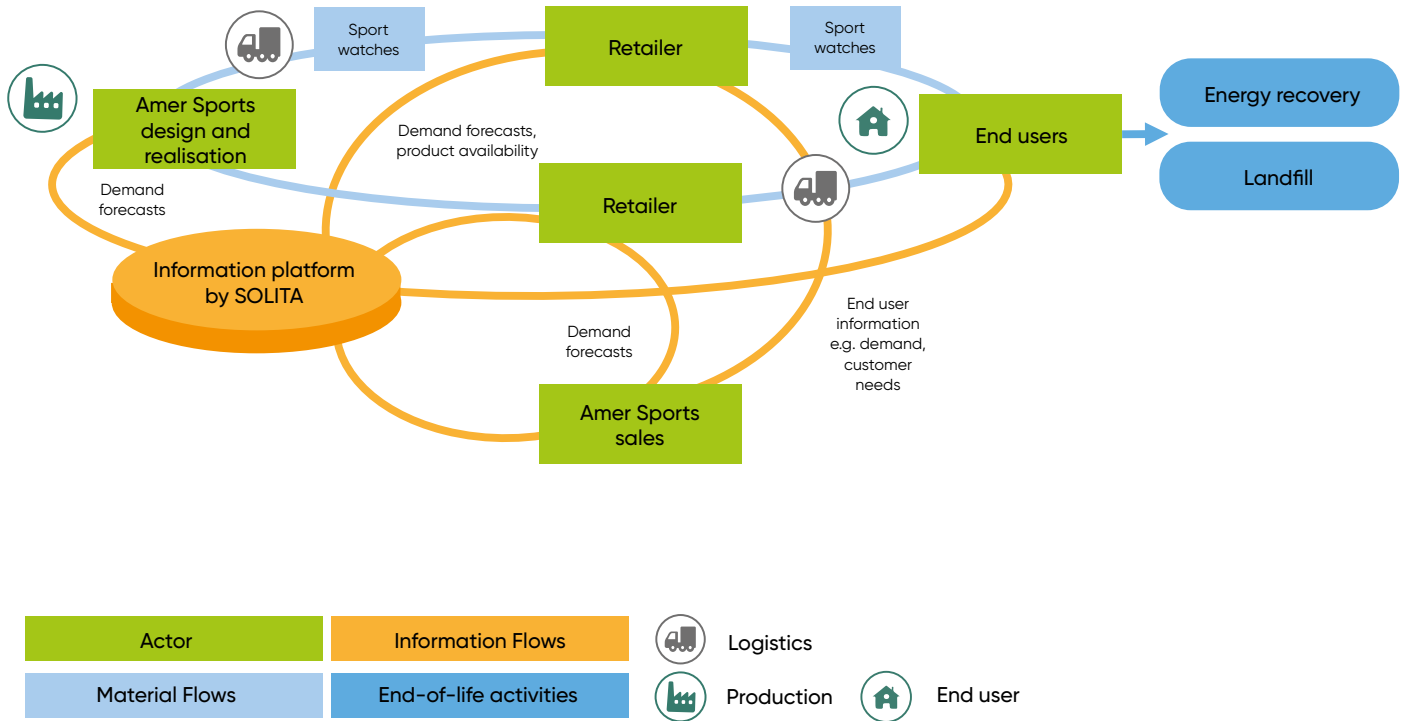 Sport
watches
Retailer
Sport
watches
Amer Sports
design and
realisation
Demand forecasts,
product availability
End users
Energy recovery
Landfill
Demand
forecasts
Retailer
Information platform
by SOLITA
Demand
forecasts
End user
information
e.g. demand,
customer
needs
Amer Sports
sales
Actor
Information Flows
Logistics
Material Flows
End-of-life activities
Production
End user